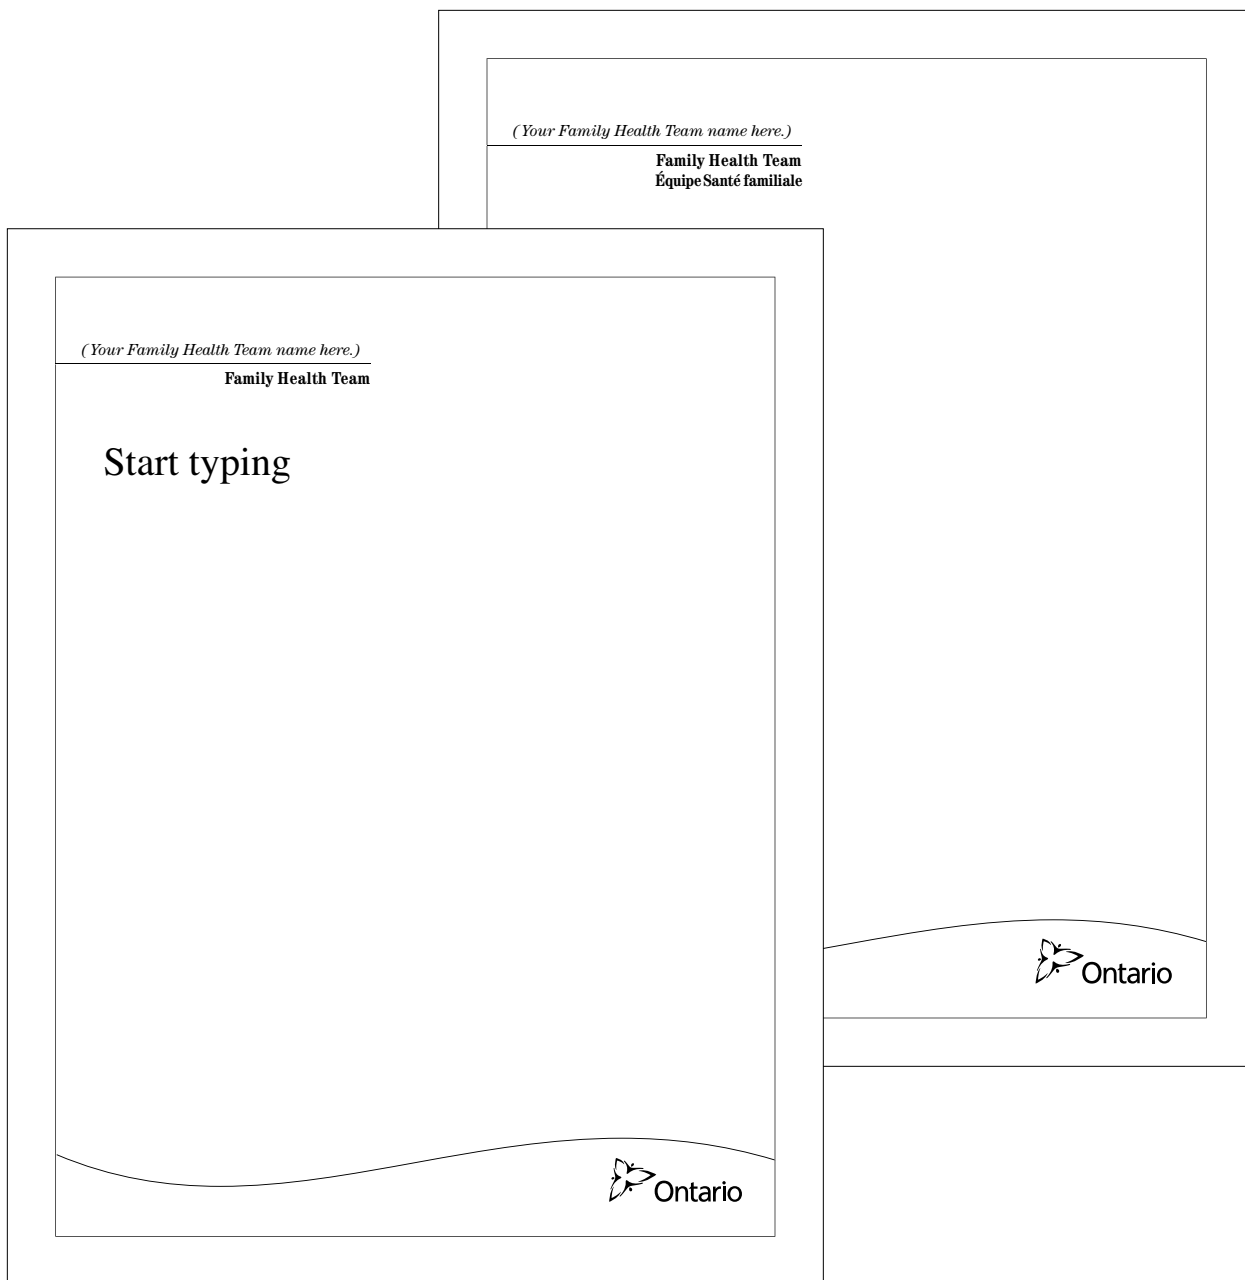 (Your Family Health Team name here.)
Family Health Team
Équipe Santé familiale
Ontario
(Your Family Health Team name here.)
Family Health Team
Start typing
Ontario